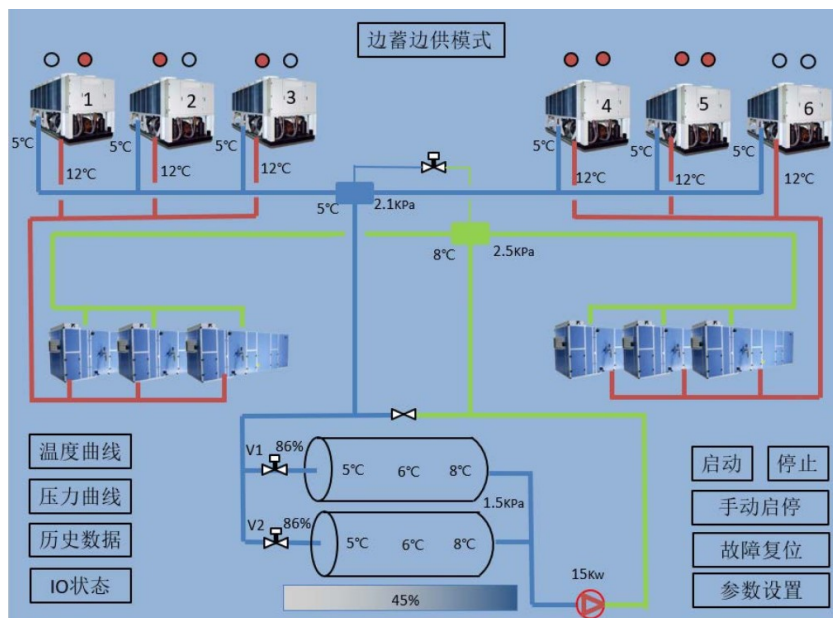 边蓄边供模式
1
2
3
4
5
6
5℃
5℃
5℃
5℃
5℃
5℃
12℃
12℃
12℃
12℃
12℃
12℃
5℃
2.1KPa
8℃
2.5KPa
V1
86%
5℃
6℃
8℃
1.5KPa
V2
86%
5℃
6℃
8℃
45%
15Kw
温度曲线
压力曲线
历史数据
IO状态
启动
停止
手动启停
故障复位
参数设置